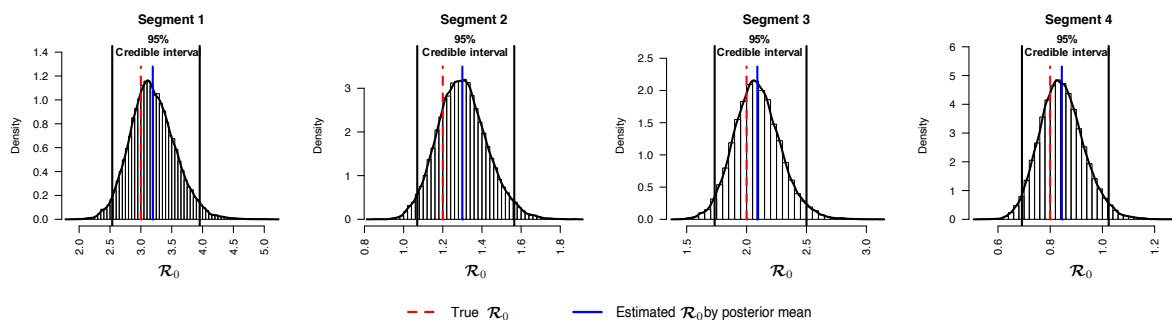 Segment 1
95%
Credible interval
Density
0.0 0.2 0.4 0.6 0.8 1.0 1.2 1.4
2.0 2.5 3.0 3.5 4.0 4.5 5.0
R0
Segment 2
95%
Credible interval
Density
0 1 2 3
0.8 1.0 1.2 1.4 1.6 1.8
R0
Segment 3
95%
Credible interval
Density
0.0 0.5 1.0 1.5 2.0 2.5
1.5 2.0 2.5 3.0
R0
Segment 4
95%
Credible interval
Density
0 1 2 3 4 5 6
0.6 0.8 1.0 1.2
R0
True R0
Estimated R0 by posterior mean